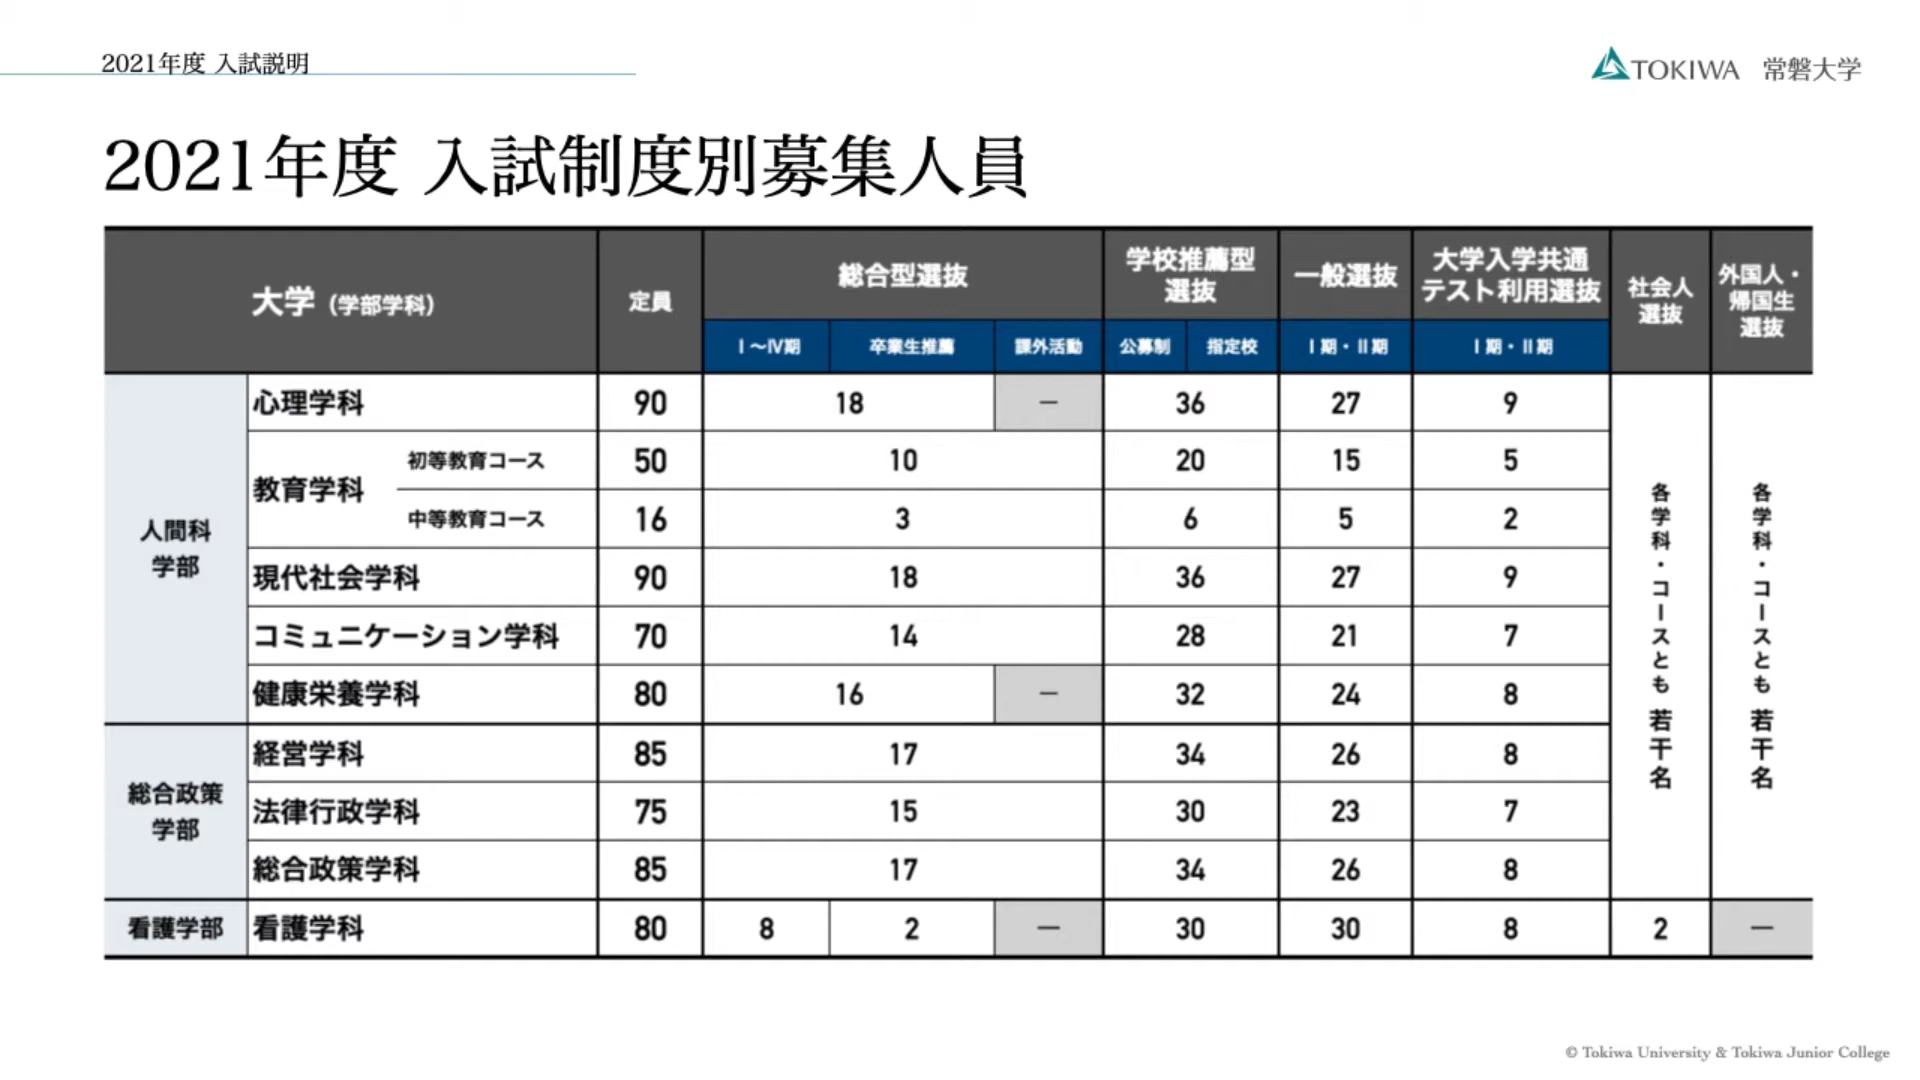 2021年度 入試説明
TOKIWA 常磐大学
2021年度 入試制度別募集人員
大学（学部学科） 定員 総合型選抜 学校推薦型選抜 一般選抜 大学入学共通テスト利用選抜 社会人選抜 外国人・帰国生選抜
Ⅰ～Ⅳ期 卒業生推薦 課外活動 公募制 指定校 Ⅰ期・Ⅱ期 Ⅰ期・Ⅱ期
人間科学部
心理学科 90 18 － 36 27 9
教育学科
初等教育コース 50 10 20 15 5
中等教育コース 16 3 6 5 2
現代社会学科 90 18 36 27 9
コミュニケーション学科 70 14 28 21 7
健康栄養学科 80 16 － 32 24 8
総合政策学部
経営学科 85 17 34 26 8
法律行政学科 75 15 30 23 7
総合政策学科 85 17 34 26 8
各学科・コースとも 若干名
各学科・コースとも 若干名
看護学部 看護学科 80 8 2 － 30 30 8 2 －
© Tokiwa University & Tokiwa Junior College